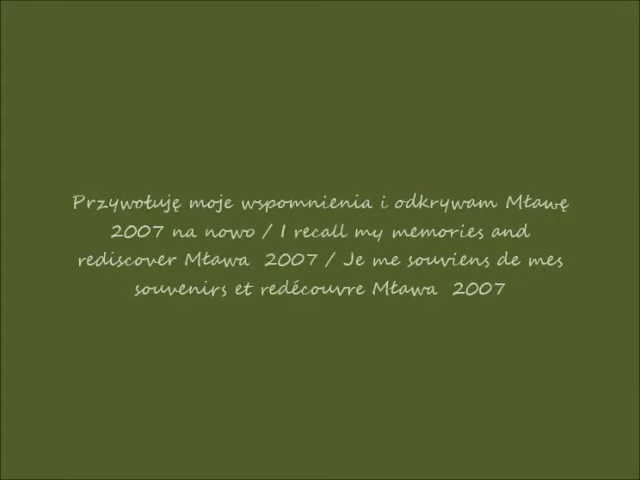 Przywołuję moje wspomnienia i odkrywam Mławę
2007 na nowo / I recall my memories and
rediscover Mława 2007 / Je me souviens de mes
souvenirs et redécouvre Mława 2007